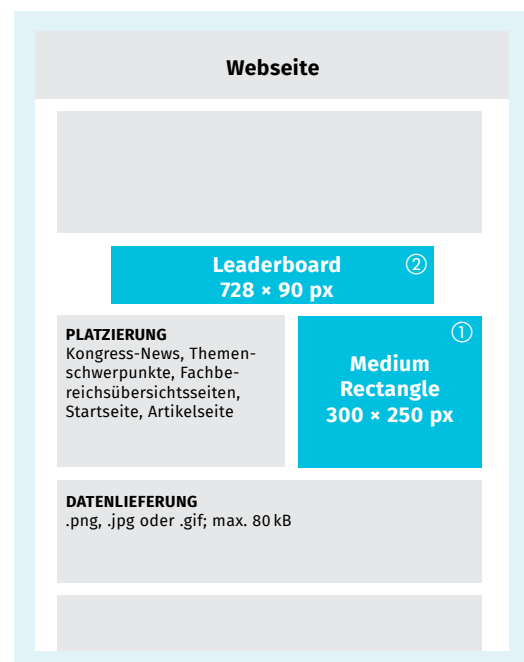 Webseite
Leaderboard ②
728 × 90 px
PLATZIERUNG
Kongress-News, Themen-
schwerpunkte, Fachbe-
reichsübersichtsseiten,
Startseite, Artikelseite
①
Medium
Rectangle
300 × 250 px
DATENLIEFERUNG
.png, .jpg oder .gif; max. 80 kB